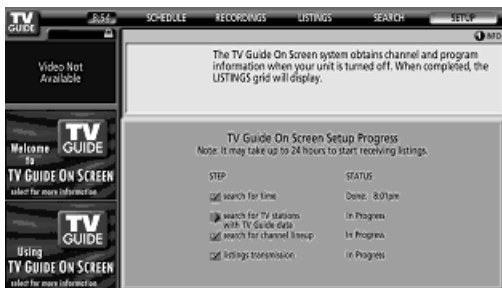 TV
GUIDE
8:54
SCHEDULE RECORDINGS LISTINGS SEARCH SETUP
INFO
Video Not
Available
The TV Guide On Screen system obtains channel and program
information when your unit is turned off. When completed, the
LISTINGS grid will display.
Welcome
to
TV
GUIDE
TV GUIDE ON SCREEN
select for more information
TV Guide On Screen Setup Progress
Note: It may take up to 24 hours to start receiving listings.
STEP STATUS
search for time Done: 8:01pm
search for TV stations In Progress
with TV Guide data
search for channel lineup In Progress
listings transmission In Progress
TV
GUIDE
Using
TV GUIDE ON SCREEN
select for more information